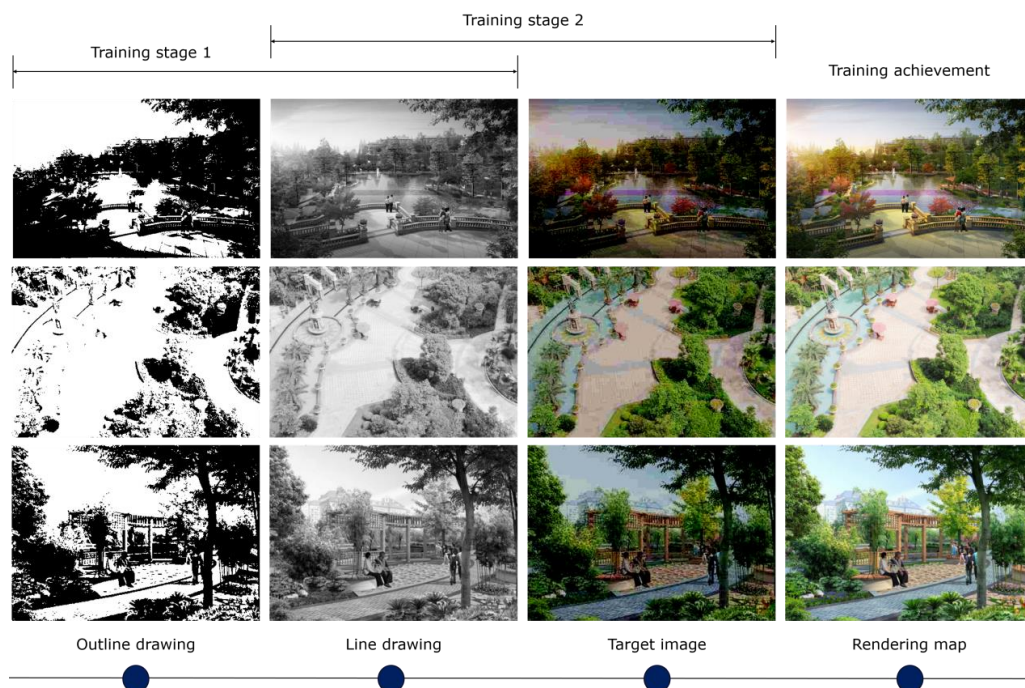 Training stage 2
Training stage 1
Training achievement
Outline drawing
Line drawing
Target image
Rendering map